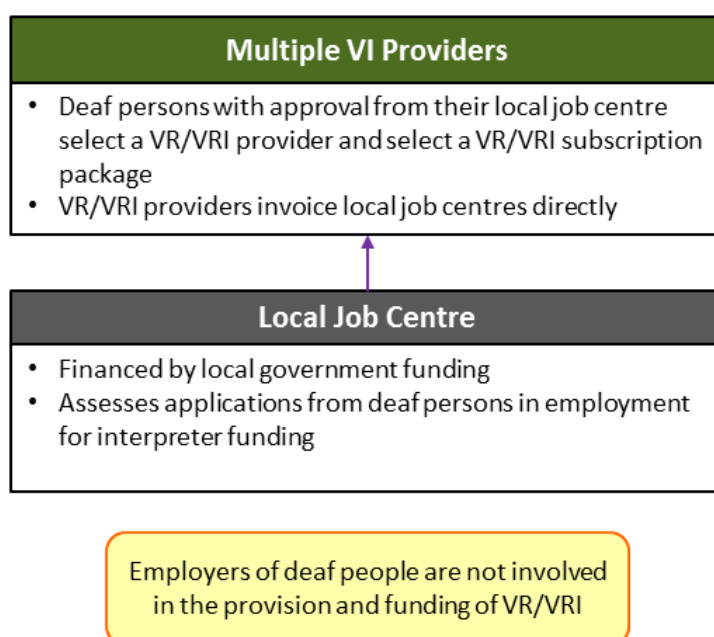 Multiple VI Providers
• Deaf persons with approval from their local job centre
select a VR/VRI provider and select a VR/VRI subscription
package
• VR/VRI providers invoice local job centres directly
Local Job Centre
• Financed by local government funding
• Assesses applications from deaf persons in employment
for interpreter funding
Employers of deaf people are not involved
in the provision and funding of VR/VRI